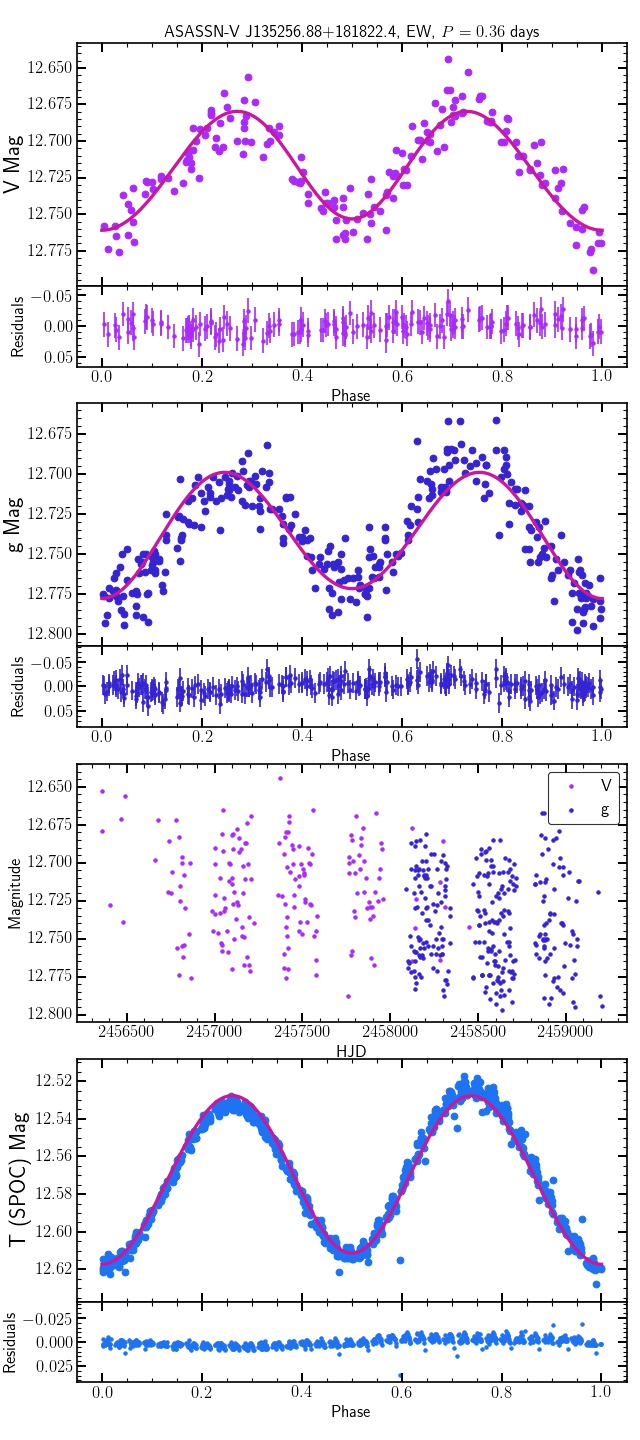 ASASSN-V J135256.88+181822.4, EW, P = 0.36 days
12.650
12.675
12.700
12.725
12.750
12.775
V Mag
−0.05
0.00
0.05
Residuals
0.0 0.2 0.4 0.6 0.8 1.0
Phase
12.675
12.700
12.725
12.750
12.775
12.800
g Mag
−0.05
0.00
0.05
Residuals
0.0 0.2 0.4 0.6 0.8 1.0
Phase
12.650
12.675
12.700
12.725
12.750
12.775
12.800
Magnitude
V
g
2456500 2457000 2457500 2458000 2458500 2459000
HJD
12.52
12.54
12.56
12.58
12.60
12.62
T (SPOC) Mag
−0.025
0.000
0.025
Residuals
0.0 0.2 0.4 0.6 0.8 1.0
Phase